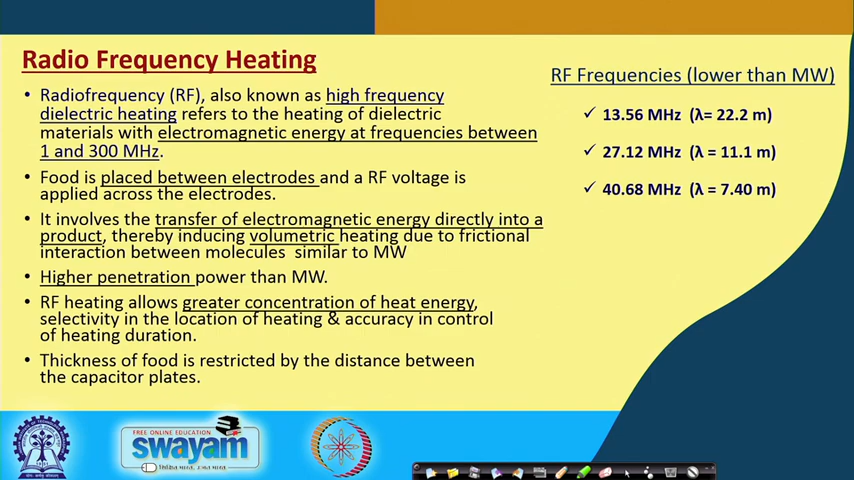 Radio Frequency Heating
• Radiofrequency (RF), also known as high frequency
dielectric heating refers to the heating of dielectric
materials with electromagnetic energy at frequencies between
1 and 300 MHz.
• Food is placed between electrodes and a RF voltage is
applied across the electrodes.
• It involves the transfer of electromagnetic energy directly into a
product, thereby inducing volumetric heating due to frictional
interaction between molecules similar to MW
• Higher penetration power than MW.
• RF heating allows greater concentration of heat energy,
selectivity in the location of heating & accuracy in control
of heating duration.
• Thickness of food is restricted by the distance between
the capacitor plates.
RF Frequencies (lower than MW)
✓ 13.56 MHz (λ= 22.2 m)
✓ 27.12 MHz (λ = 11.1 m)
✓ 40.68 MHz (λ = 7.40 m)
FREE ONLINE EDUCATION
swayam